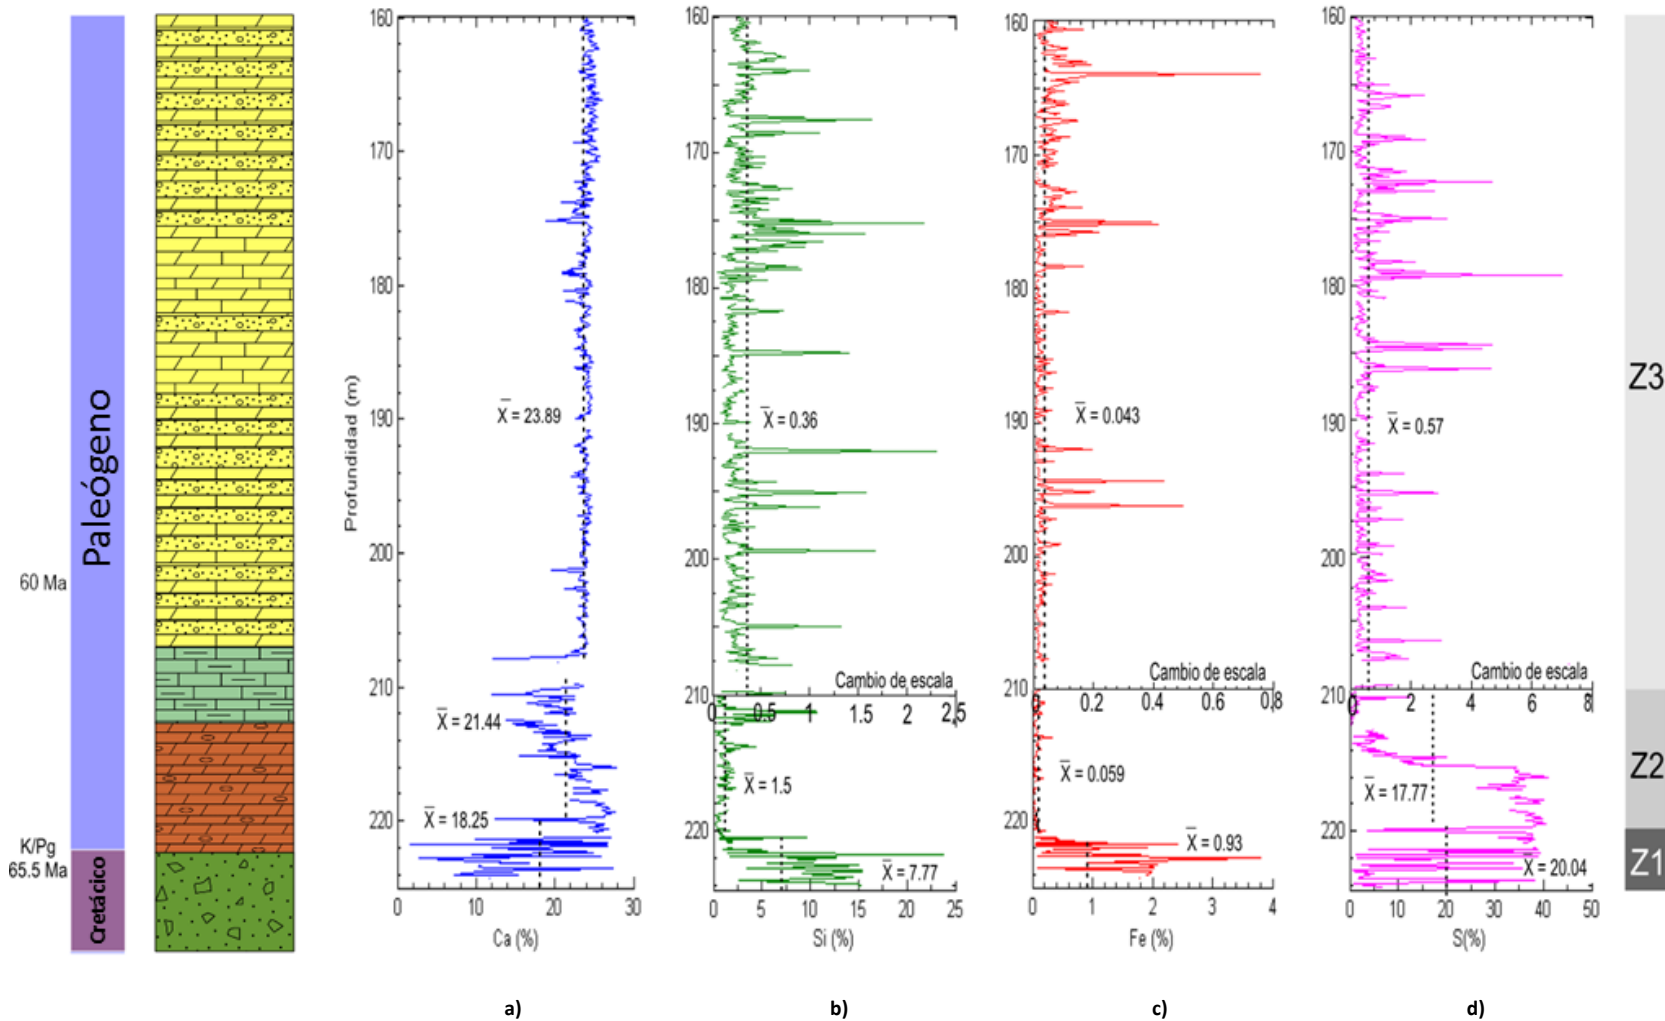 Paleógeno
Cretácico
60 Ma
K/Pg
65.5 Ma
Profundidad (m)
160
170
180
190
200
210
220
X̅ = 23.89
X̅ = 21.44
X̅ = 18.25
0 10 20 30
Ca (%)
a)
160
170
180
190
200
210
220
X̅ = 0.36
Cambio de escala
0 0.5 1 1.5 2 2.5
X̅ = 1.5
X̅ = 7.77
0 5 10 15 20 25
Si (%)
b)
160
170
180
190
200
210
220
X̅ = 0.043
Cambio de escala
0 0.2 0.4 0.6 0.8
X̅ = 0.059
X̅ = 0.93
0 1 2 3 4
Fe (%)
c)
160
170
180
190
200
210
220
X̅ = 0.57
Cambio de escala
0 2 4 6 8
X̅ = 17.77
X̅ = 20.04
0 10 20 30 40 50
S(%)
d)
Z3
Z2
Z1